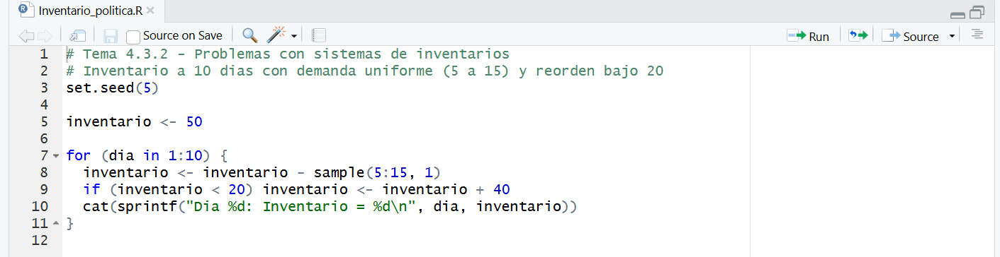 Inventario_politica.R
Source on Save
Run
Source
1 # Tema 4.3.2 - Problemas con sistemas de inventarios
2 # Inventario a 10 dias con demanda uniforme (5 a 15) y reorden bajo 20
3 set.seed(5)
4
5 inventario <- 50
6
7 for (dia in 1:10) {
8   inventario <- inventario - sample(5:15, 1)
9   if (inventario < 20) inventario <- inventario + 40
10   cat(sprintf("Dia %d: Inventario = %d\n", dia, inventario))
11 }
12